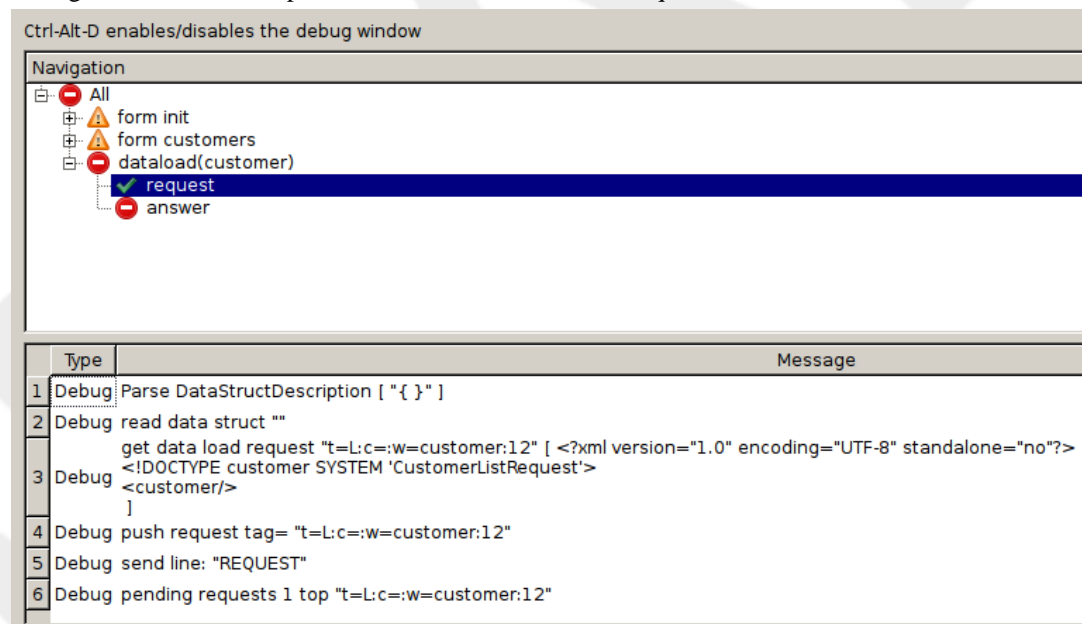 Ctrl-Alt-D enables/disables the debug window
Navigation
All
form init
form customers
dataload(customer)
request
answer
Type Message
1 Debug Parse DataStructDescription [ "{ }" ]
2 Debug read data struct ""
3 Debug get data load request "t=L:c=:w=customer:12" [ <?xml version="1.0" encoding="UTF-8" standalone="no"?>
<!DOCTYPE customer SYSTEM 'CustomerListRequest'>
<customer/>
]
4 Debug push request tag= "t=L:c=:w=customer:12"
5 Debug send line: "REQUEST"
6 Debug pending requests 1 top "t=L:c=:w=customer:12"